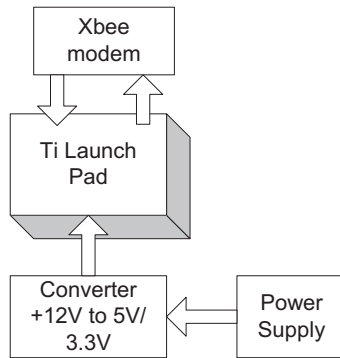 Xbee
modem
Ti Launch
Pad
Converter
+12V to 5V/
3.3V
Power
Supply